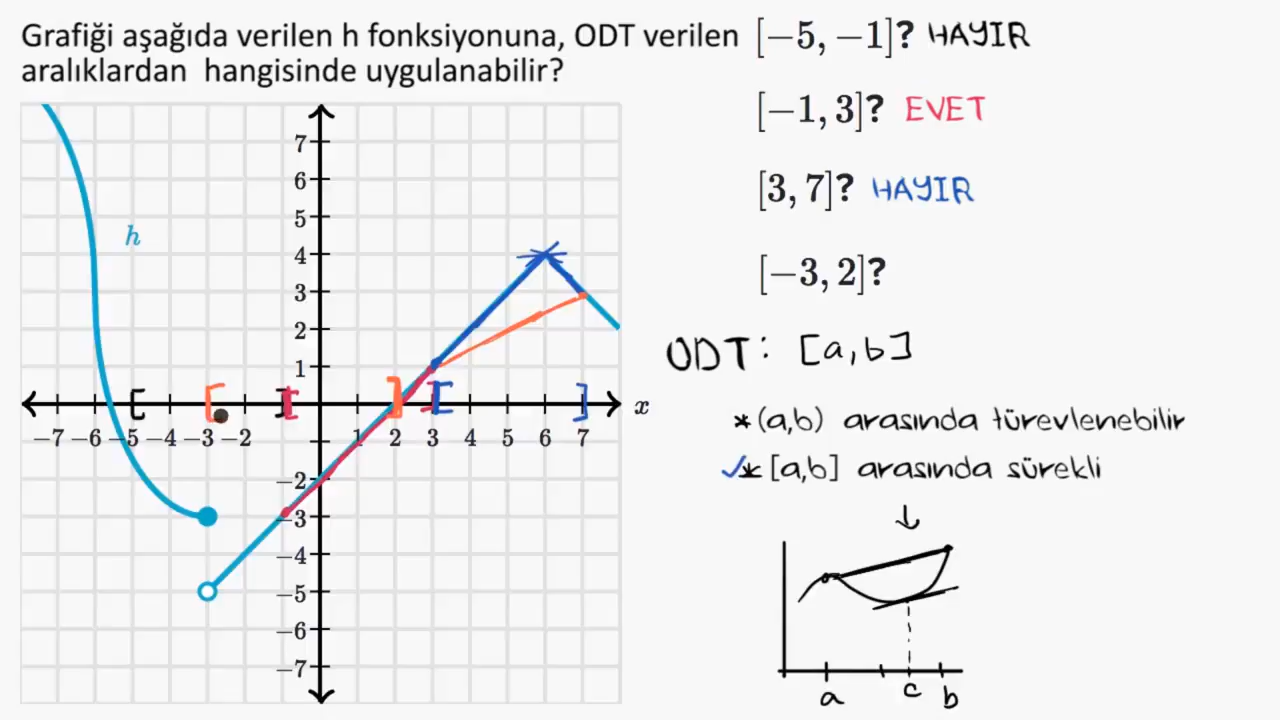 Grafiği aşağıda verilen h fonksiyonuna, ODT verilen
aralıklardan hangisinde uygulanabilir?
[−5, −1]? HAYIR
[−1, 3]? EVET
[3, 7]? HAYIR
[−3, 2]?
ODT: [a,b]
*(a,b) arasında türevlenebilir
✓* [a,b] arasında sürekli
↓
a c b
h
7
6
5
4
3
2
1
−7 −6 −5 −4 −3 −2 1 2 3 4 5 6 7 x
−2
−3
−4
−5
−6
−7